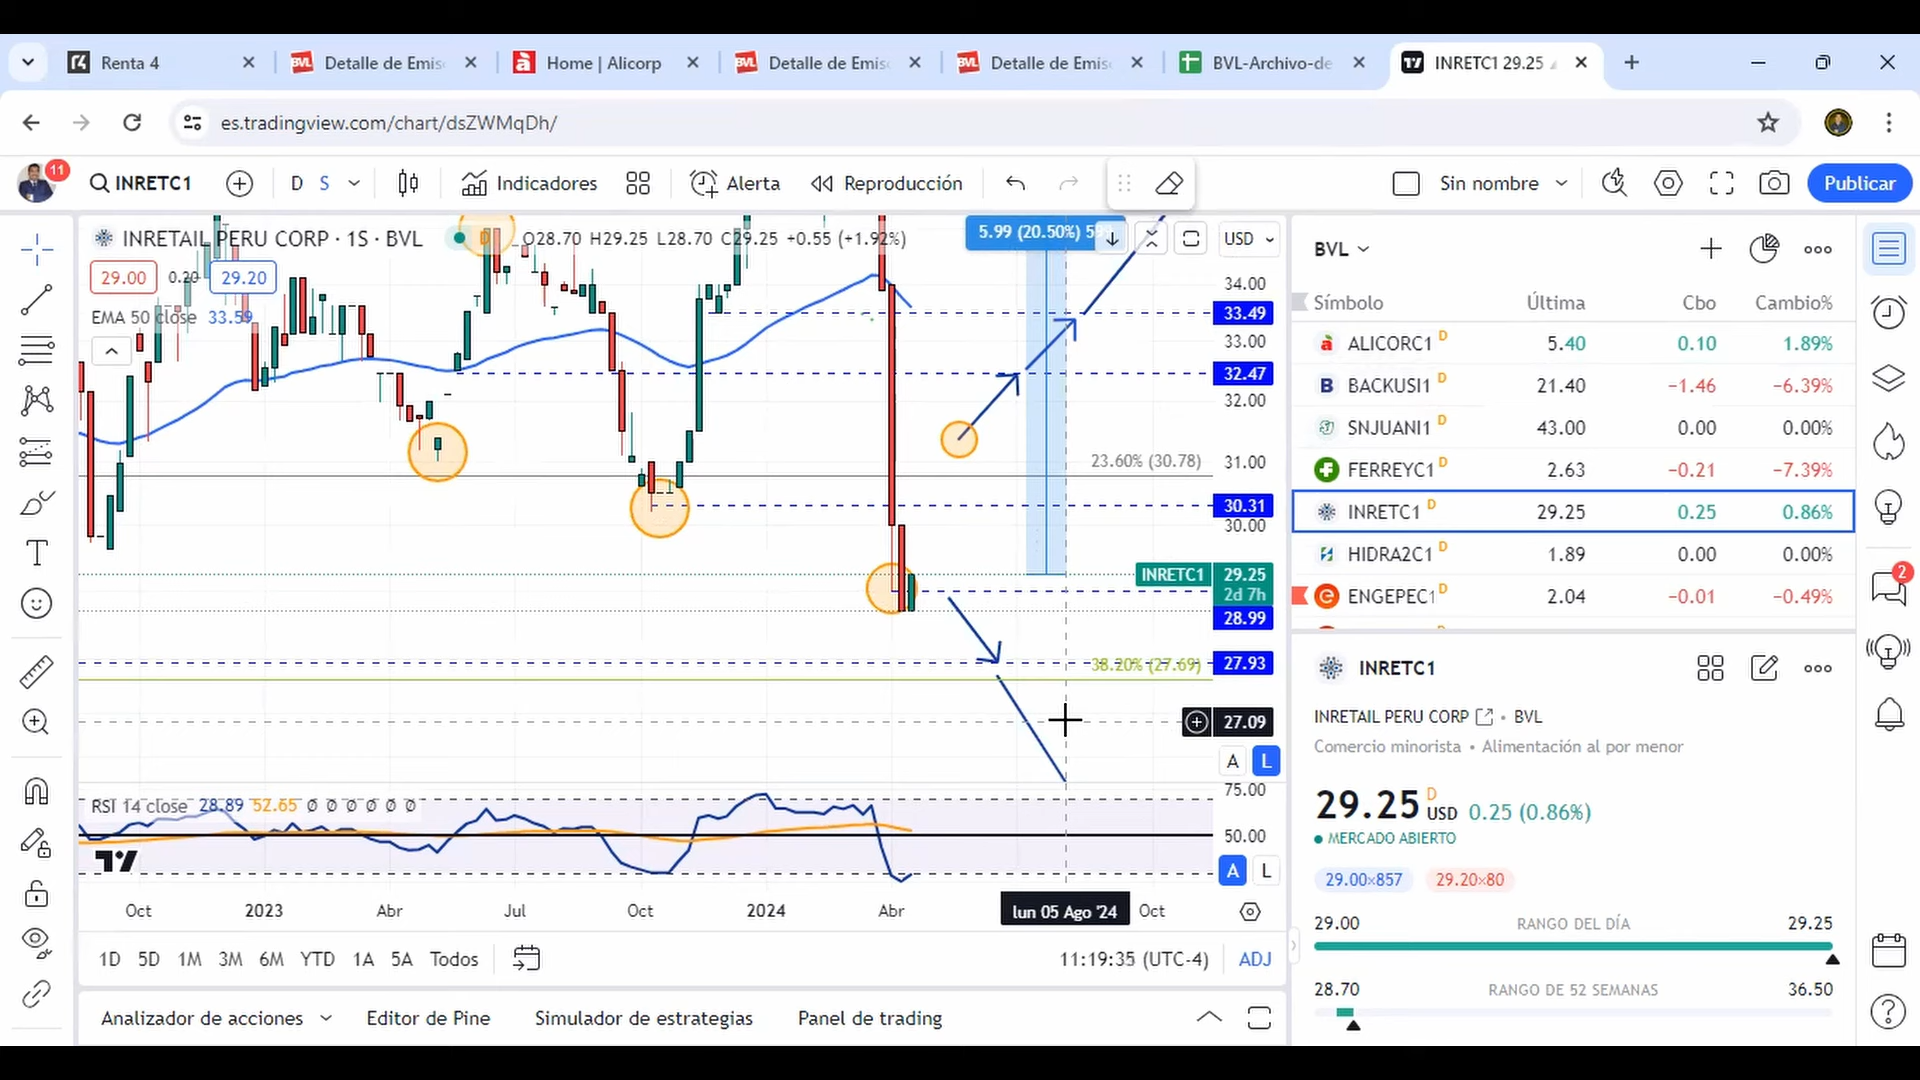 Renta 4
Detalle de Emis
Home | Alicorp
Detalle de Emis
Detalle de Emis
BVL-Archivo-de
INRETC1 29.25
es.tradingview.com/chart/dsZWMqDh/
11
INRETC1
D
S
Indicadores
Alerta
Reproducción
Sin nombre
Publicar
INRETAIL PERU CORP · 1S · BVL
D
O28.70 H29.25 L28.70 C29.25 +0.55 (+1.92%)
5.99 (20.50%)
USD
29.00
0.20
29.20
EMA 50 close 33.59
34.00
33.49
33.00
32.47
32.00
23.60% (30.78)
31.00
30.31
30.00
INRETC1
29.25
2d 7h
28.99
38.20% (27.69)
27.93
27.09
A
L
RSI 14 close 28.89 52.65 Ø Ø Ø Ø Ø Ø
75.00
50.00
A
L
Oct
2023
Abr
Jul
Oct
2024
Abr
lun 05 Ago '24
Oct
1D
5D
1M
3M
6M
YTD
1A
5A
Todos
11:19:35 (UTC-4)
ADJ
Analizador de acciones
Editor de Pine
Simulador de estrategias
Panel de trading
BVL
Símbolo Última Cbo Cambio%
ALICORC1 D 5.40 0.10 1.89%
BACKUSI1 D 21.40 −1.46 −6.39%
SNJUANI1 D 43.00 0.00 0.00%
FERREYC1 D 2.63 −0.21 −7.39%
INRETC1 D 29.25 0.25 0.86%
HIDRA2C1 D 1.89 0.00 0.00%
ENGEPEC1 D 2.04 −0.01 −0.49%
INRETC1
INRETAIL PERU CORP • BVL
Comercio minorista • Alimentación al por menor
29.25 D USD 0.25 (0.86%)
MERCADO ABIERTO
29.00×857
29.20×80
29.00 RANGO DEL DÍA 29.25
28.70 RANGO DE 52 SEMANAS 36.50
2